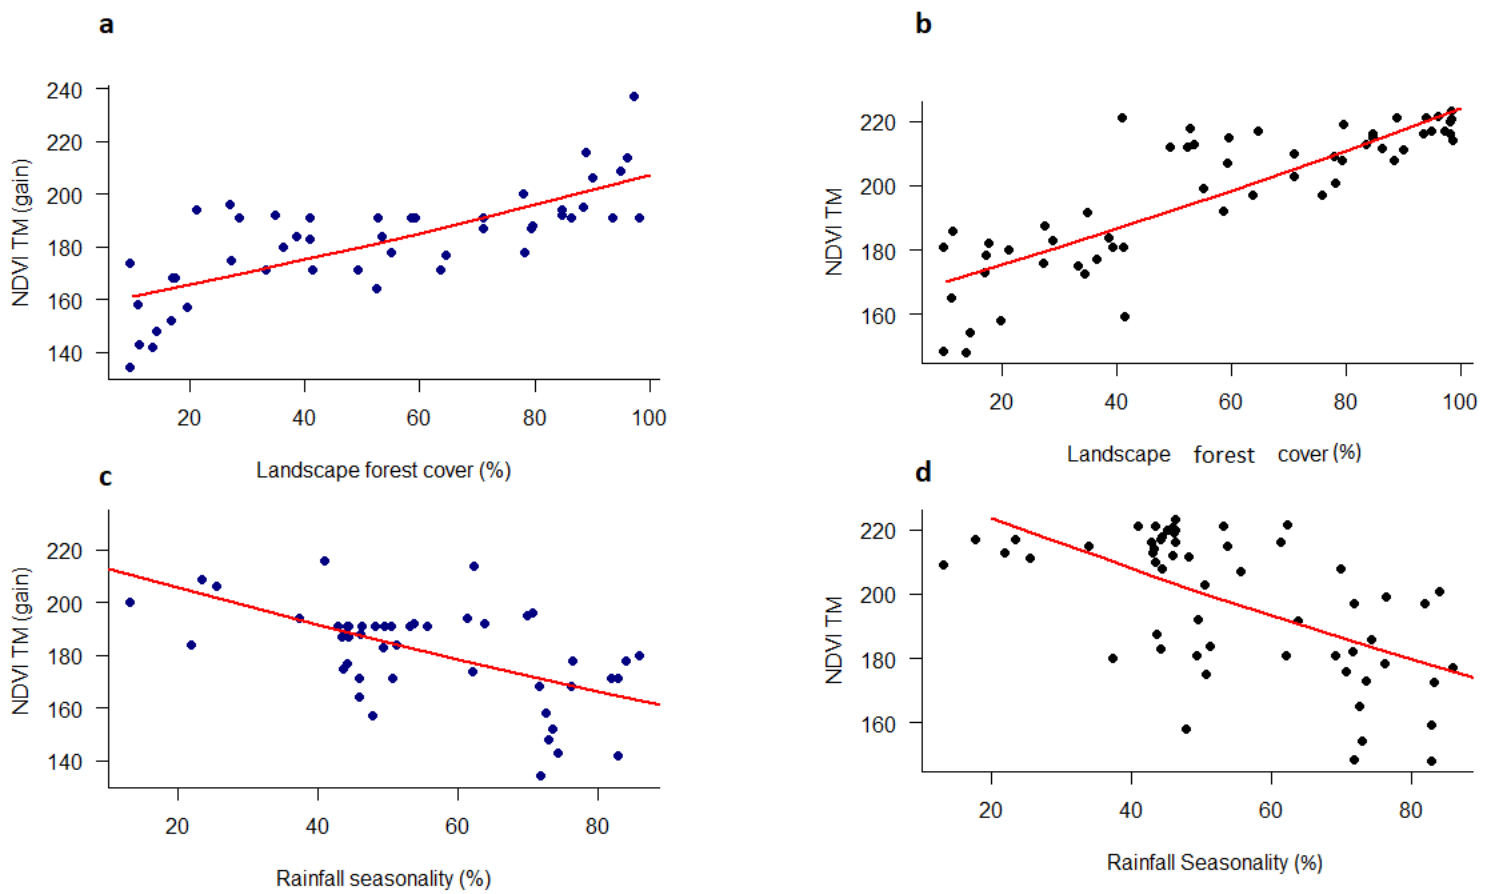 a
240
220
200
180
160
140
NDVI TM (gain)
20 40 60 80 100
Landscape forest cover (%)
b
220
200
180
160
NDVI TM
20 40 60 80 100
Landscape forest cover (%)
c
220
200
180
160
140
NDVI TM (gain)
20 40 60 80
Rainfall seasonality (%)
d
220
200
180
160
NDVI TM
20 40 60 80
Rainfall Seasonality (%)